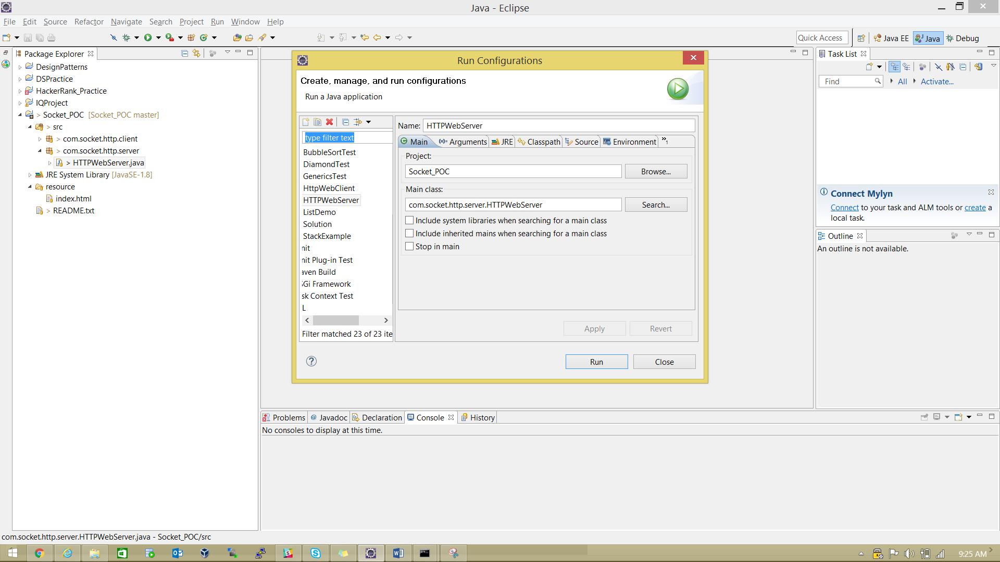 Java - Eclipse
File Edit Source Refactor Navigate Search Project Run Window Help
Quick Access Java EE Java Debug
Package Explorer
DesignPatterns
DSPractice
HackerRank_Practice
IQProject
> Socket_POC [Socket_POC master]
> src
> com.socket.http.client
> com.socket.http.server
> HTTPWebServer.java
JRE System Library [JavaSE-1.8]
resource
index.html
> README.txt
Run Configurations
Create, manage, and run configurations
Run a Java application
type filter text
BubbleSortTest
DiamondTest
GenericsTest
HttpWebClient
HTTPWebServer
ListDemo
Solution
StackExample
nit
nit Plug-in Test
aven Build
Gi Framework
sk Context Test
L
Filter matched 23 of 23 ite
Name: HTTPWebServer
Main Arguments JRE Classpath Source Environment »1
Project:
Socket_POC Browse...
Main class:
com.socket.http.server.HTTPWebServer Search...
Include system libraries when searching for a main class
Include inherited mains when searching for a main class
Stop in main
Apply Revert
Run Close
Task List
Find All Activate...
Connect Mylyn
Connect to your task and ALM tools or create a
local task.
Outline
An outline is not available.
Problems @ Javadoc Declaration Console History
No consoles to display at this time.
com.socket.http.server.HTTPWebServer.java - Socket_POC/src
9:25 AM